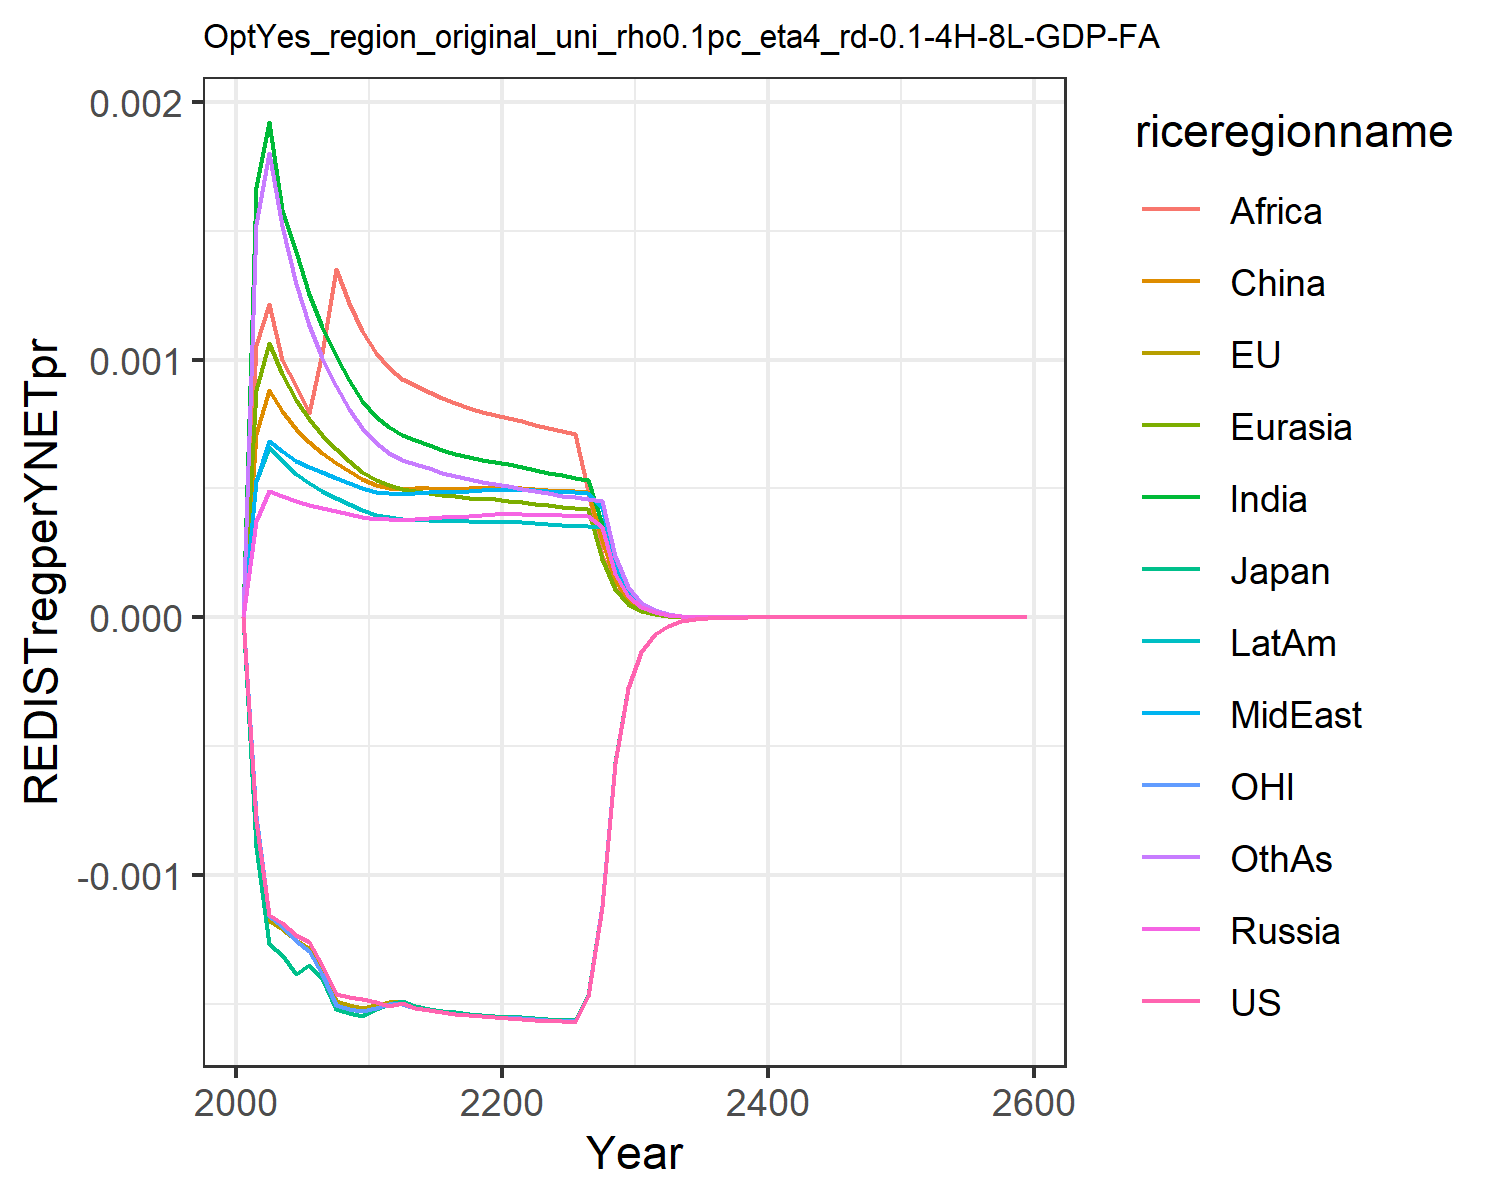 OptYes_region_original_uni_rho0.1pc_eta4_rd-0.1-4H-8L-GDP-FA
REDISTregperYNETpr
0.002
0.001
0.000
-0.001
2000
2200
2400
2600
Year
riceregionname
Africa
China
EU
Eurasia
India
Japan
LatAm
MidEast
OHI
OthAs
Russia
US